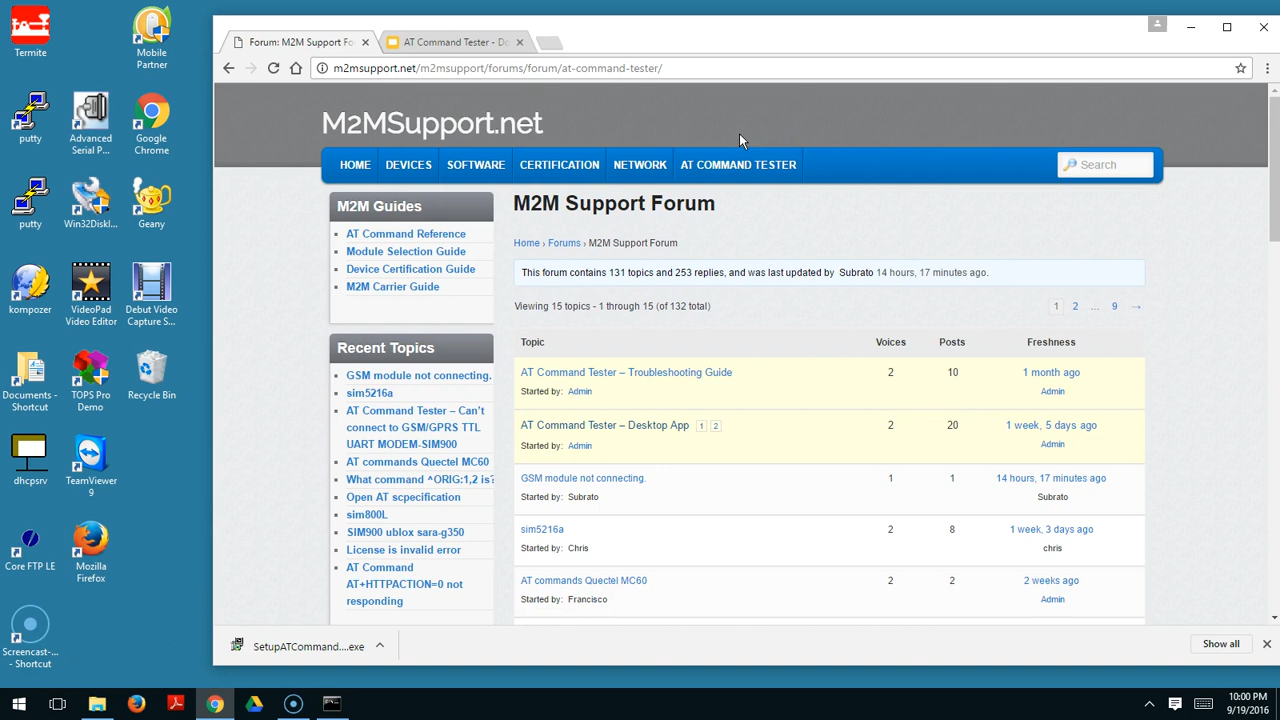 Termite
Mobile
Partner
putty
Advanced
Serial P...
Google
Chrome
putty
Win32Diskl...
Geany
kompozer
VideoPad
Video Editor
Debut Video
Capture S...
Documents -
Shortcut
TOPS Pro
Demo
Recycle Bin
dhcpsrv
TeamViewer
9
Core FTP LE
Mozilla
Firefox
Screencast-...
- Shortcut
Forum: M2M Support Fo
AT Command Tester - De
m2msupport.net/m2msupport/forums/forum/at-command-tester/
M2MSupport.net
HOME DEVICES SOFTWARE CERTIFICATION NETWORK AT COMMAND TESTER
Search
M2M Guides
AT Command Reference
Module Selection Guide
Device Certification Guide
M2M Carrier Guide
Recent Topics
GSM module not connecting.
sim5216a
AT Command Tester – Can't
connect to GSM/GPRS TTL
UART MODEM-SIM900
AT commands Quectel MC60
What command ^ORIG:1,2 is?
Open AT scpecification
sim800L
SIM900 ublox sara-g350
License is invalid error
AT Command
AT+HTTPACTION=0 not
responding
M2M Support Forum
Home › Forums › M2M Support Forum
This forum contains 131 topics and 253 replies, and was last updated by Subrato 14 hours, 17 minutes ago.
Viewing 15 topics - 1 through 15 (of 132 total)
1 2 … 9 →
Topic Voices Posts Freshness
AT Command Tester – Troubleshooting Guide 2 10 1 month ago
Started by: Admin Admin
AT Command Tester – Desktop App 1 2 2 20 1 week, 5 days ago
Started by: Admin Admin
GSM module not connecting. 1 1 14 hours, 17 minutes ago
Started by: Subrato Subrato
sim5216a 2 8 1 week, 3 days ago
Started by: Chris chris
AT commands Quectel MC60 2 2 2 weeks ago
Started by: Francisco Admin
SetupATCommand....exe
Show all
10:00 PM
9/19/2016